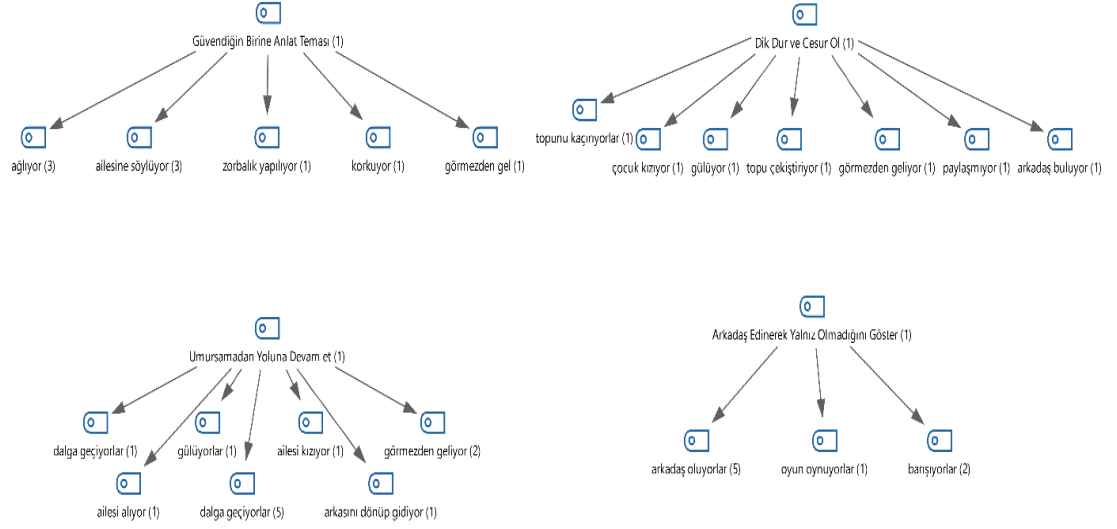 Güvendiğin Birine Anlat Teması (1)
ağlıyor (3)
ailesine söylüyor (3)
zorbalık yapılıyor (1)
korkuyor (1)
görmezden gel (1)
Dik Dur ve Cesur Ol (1)
topunu kaçırıyorlar (1)
çocuk kızıyor (1)
gülüyor (1)
topu çekiştiriyor (1)
görmezden geliyor (1)
paylaşmıyor (1)
arkadaş buluyor (1)
Umursamadan Yoluna Devam et (1)
dalga geçiyorlar (1)
gülüyorlar (1)
ailesi kızıyor (1)
görmezden geliyor (2)
ailesi alıyor (1)
dalga geçiyorlar (5)
arkasını dönüp gidiyor (1)
Arkadaş Edinerek Yalnız Olmadığını Göster (1)
arkadaş oluyorlar (5)
oyun oynuyorlar (1)
barışıyorlar (2)